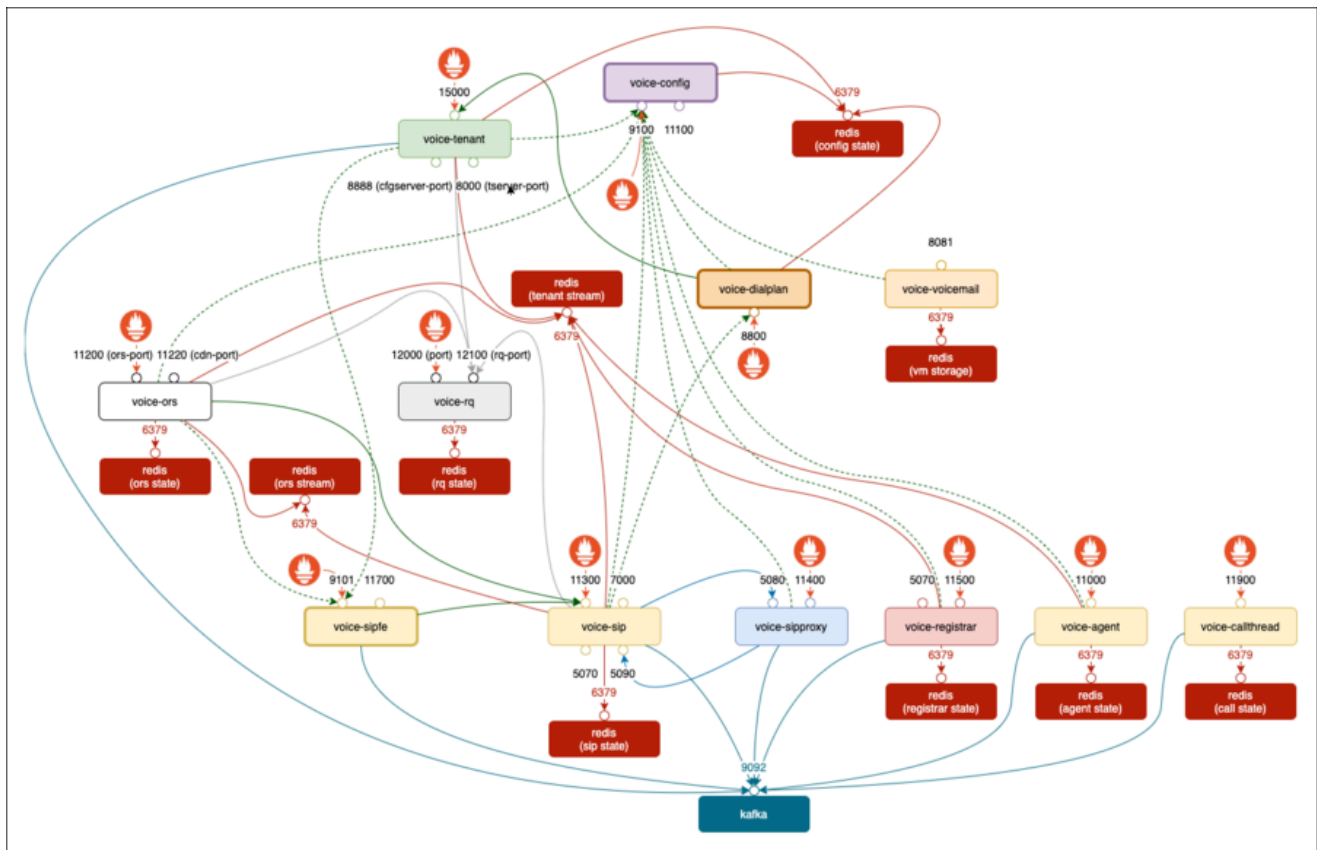 voice-config
15000
6379
voice-tenant
9100
11100
redis
(config state)
8888 (cfgserver-port)
8000 (tserver-port)
8081
redis
(tenant stream)
voice-dialplan
voice-voicemail
6379
6379
8800
11200 (ors-port)
11220 (cdn-port)
12000 (port)
12100 (rq-port)
redis
(vm storage)
voice-ors
voice-rq
6379
6379
redis
(ors state)
redis
(ors stream)
redis
(rq state)
6379
9101
11700
11300
7000
5080
11400
5070
11500
11000
11900
voice-sipfe
voice-sip
voice-sipproxy
voice-registrar
voice-agent
voice-callthread
5070
5090
6379
6379
6379
6379
redis
(sip state)
redis
(registrar state)
redis
(agent state)
redis
(call state)
9092
kafka